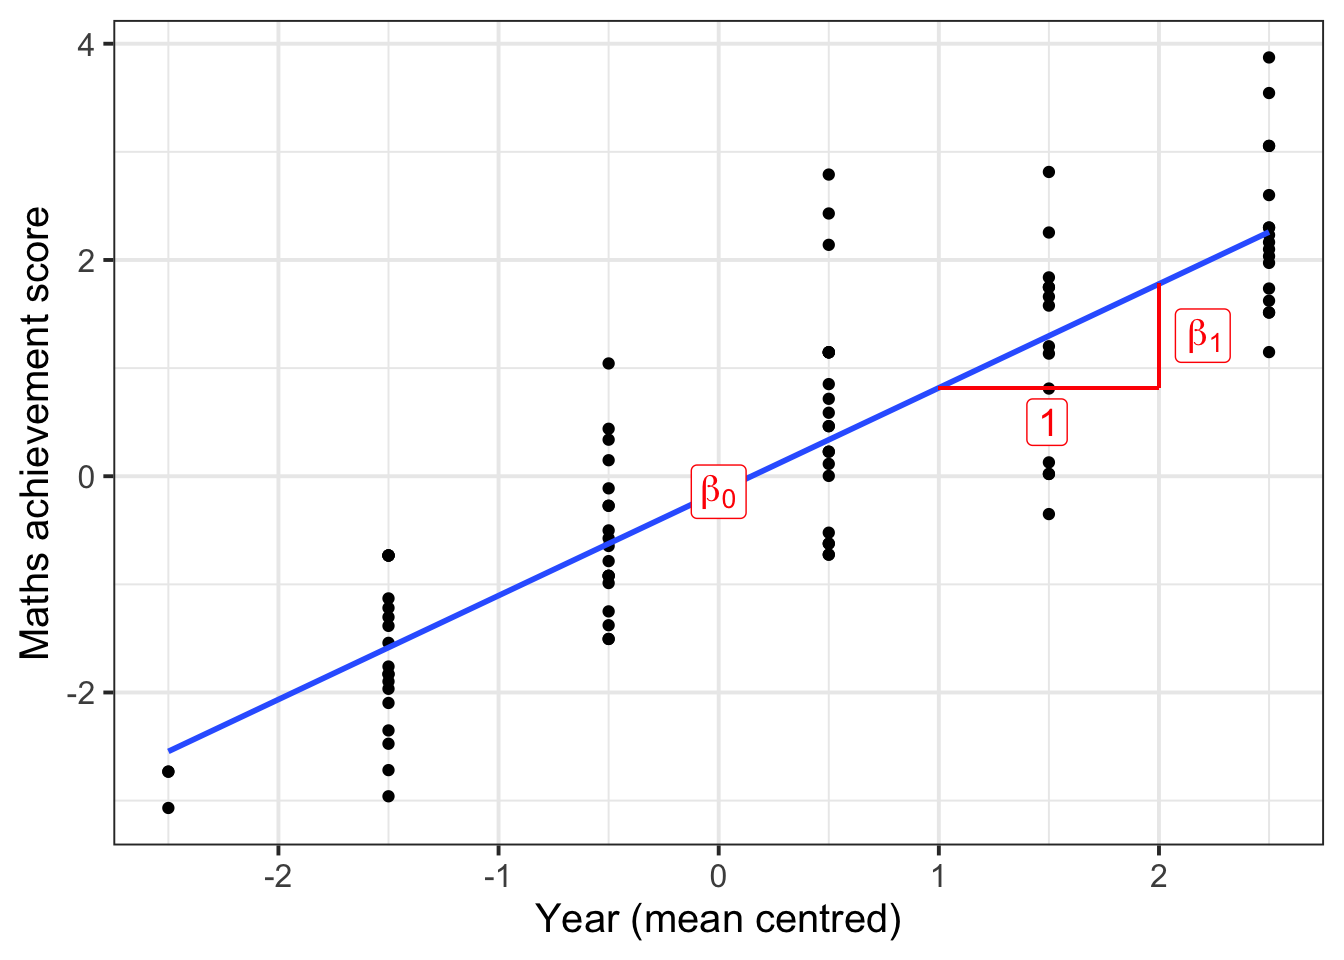 4
2
0
-2
Maths achievement score
β0
β1
1
-2 -1 0 1 2
Year (mean centred)